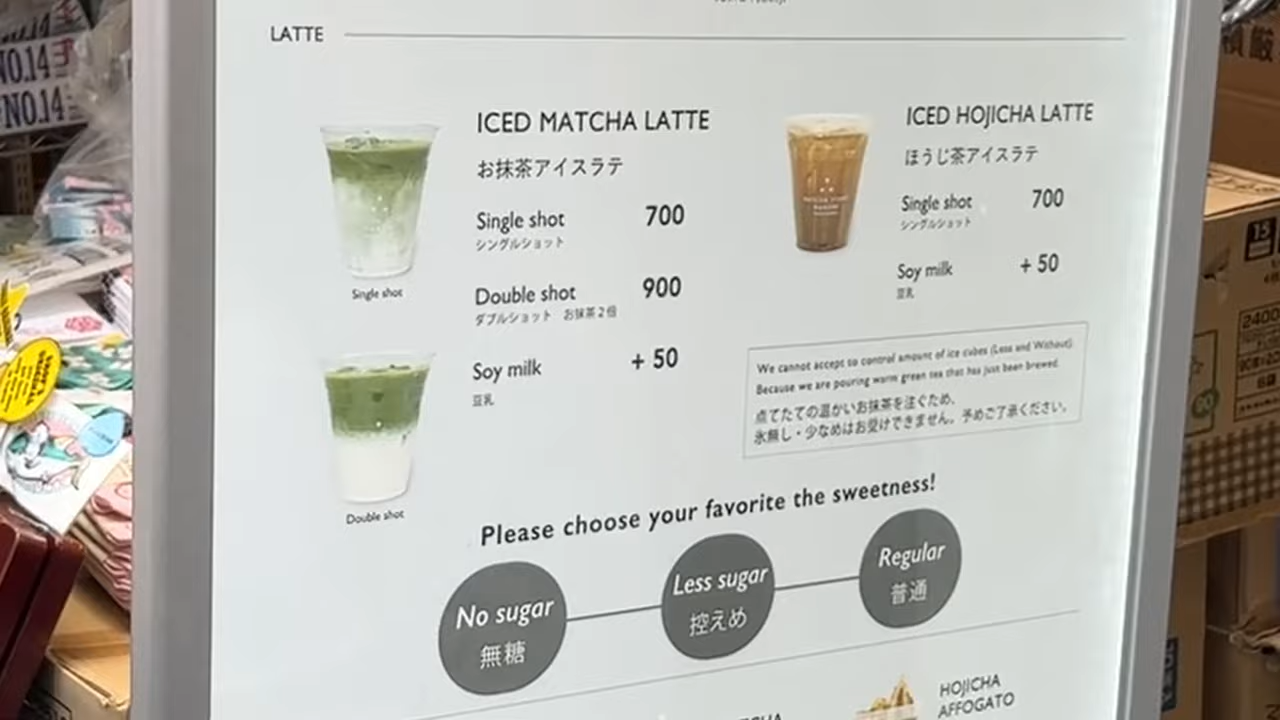 LATTE
ICED MATCHA LATTE
お抹茶アイスラテ
Single shot 700
シングルショット
Double shot 900
ダブルショット お抹茶2倍
Soy milk + 50
豆乳
Single shot
Double shot
ICED HOJICHA LATTE
ほうじ茶アイスラテ
Single shot 700
シングルショット
Soy milk + 50
豆乳
We cannot accept to control amount of ice cubes (Less and Without)
Because we are pouring warm green tea that has just been brewed.
点てたての温かいお抹茶を注ぐため、
氷無し・少なめはお受けできません。予めご了承ください。
Please choose your favorite the sweetness!
No sugar
無糖
Less sugar
控えめ
Regular
普通
HOJICHA
AFFOGATO
NO.14
NO.14
15
2400
90